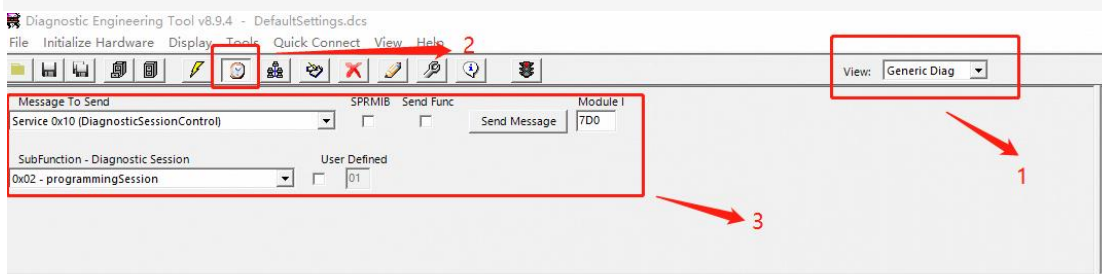 Diagnostic Engineering Tool v8.9.4 - DefaultSettings.dcs
File Initialize Hardware Display Tools Quick Connect View Help
2
View: Generic Diag
Message To Send SPRMIB Send Func Module I
Service 0x10 (DiagnosticSessionControl) Send Message 7D0
SubFunction - Diagnostic Session User Defined
0x02 - programmingSession 01
1
3